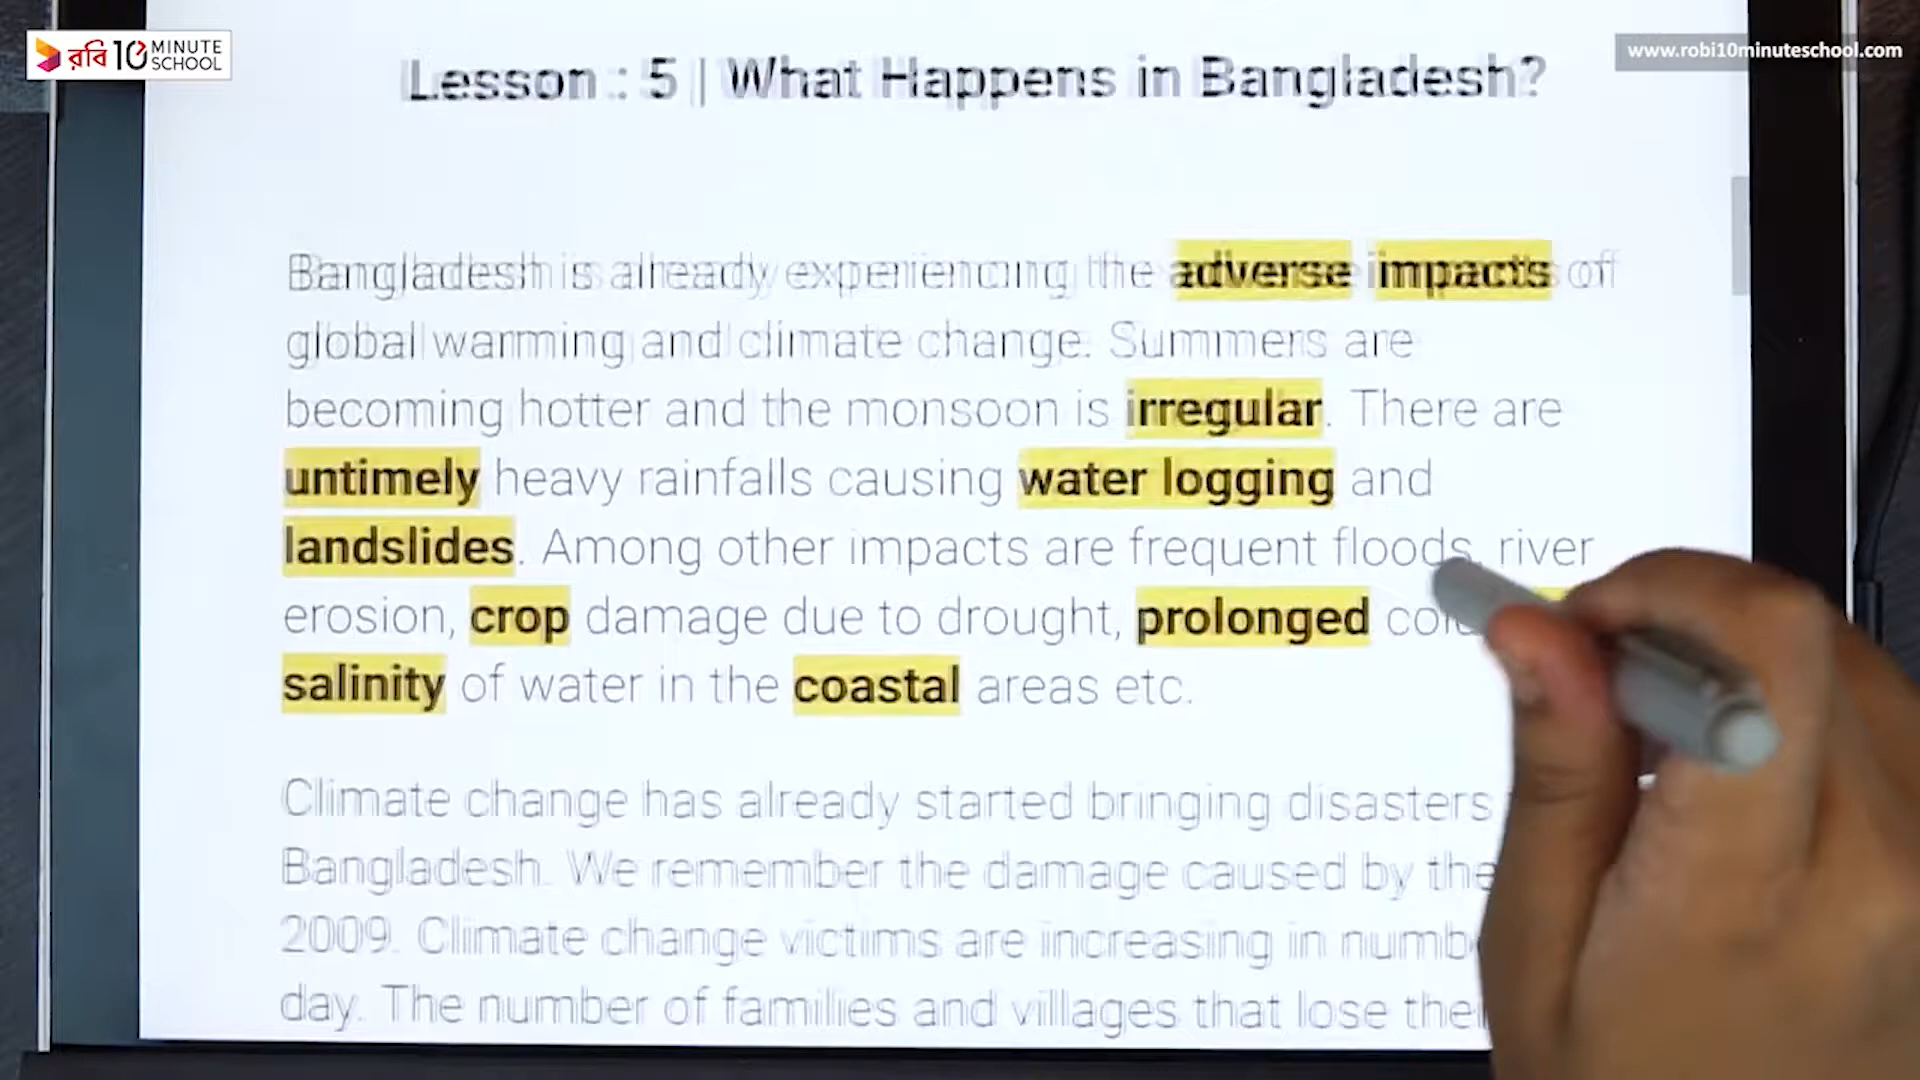 রবি 10 MINUTE SCHOOL
www.robi10minuteschool.com
Lesson : 5 | What Happens in Bangladesh?
Bangladesh is already experiencing the adverse impacts of
global warming and climate change. Summers are
becoming hotter and the monsoon is irregular. There are
untimely heavy rainfalls causing water logging and
landslides. Among other impacts are frequent floods, river
erosion, crop damage due to drought, prolonged
salinity of water in the coastal areas etc.
Climate change has already started bringing disasters
Bangladesh. We remember the damage caused by the
2009. Climate change victims are increasing in
day. The number of families and villages that lose